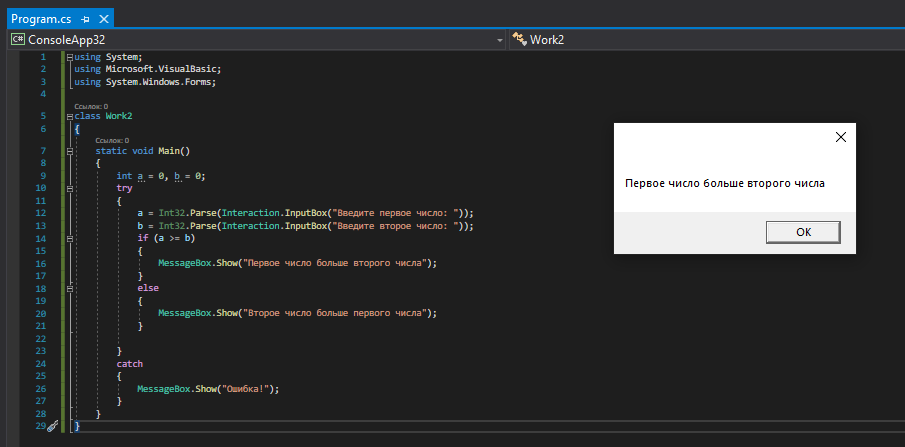 Program.cs
ConsoleApp32 Work2
1 using System;
2 using Microsoft.VisualBasic;
3 using System.Windows.Forms;
4
Ссылок: 0
5 class Work2
6 {
Ссылок: 0
7 static void Main()
8 {
9 int a = 0, b = 0;
10 try
11 {
12 a = Int32.Parse(Interaction.InputBox("Введите первое число: "));
13 b = Int32.Parse(Interaction.InputBox("Введите второе число: "));
14 if (a >= b)
15 {
16 MessageBox.Show("Первое число больше второго числа");
17 }
18 else
19 {
20 MessageBox.Show("Второе число больше первого числа");
21 }
22
23 }
24 catch
25 {
26 MessageBox.Show("Ошибка!");
27 }
28 }
29 }
Первое число больше второго числа
OK